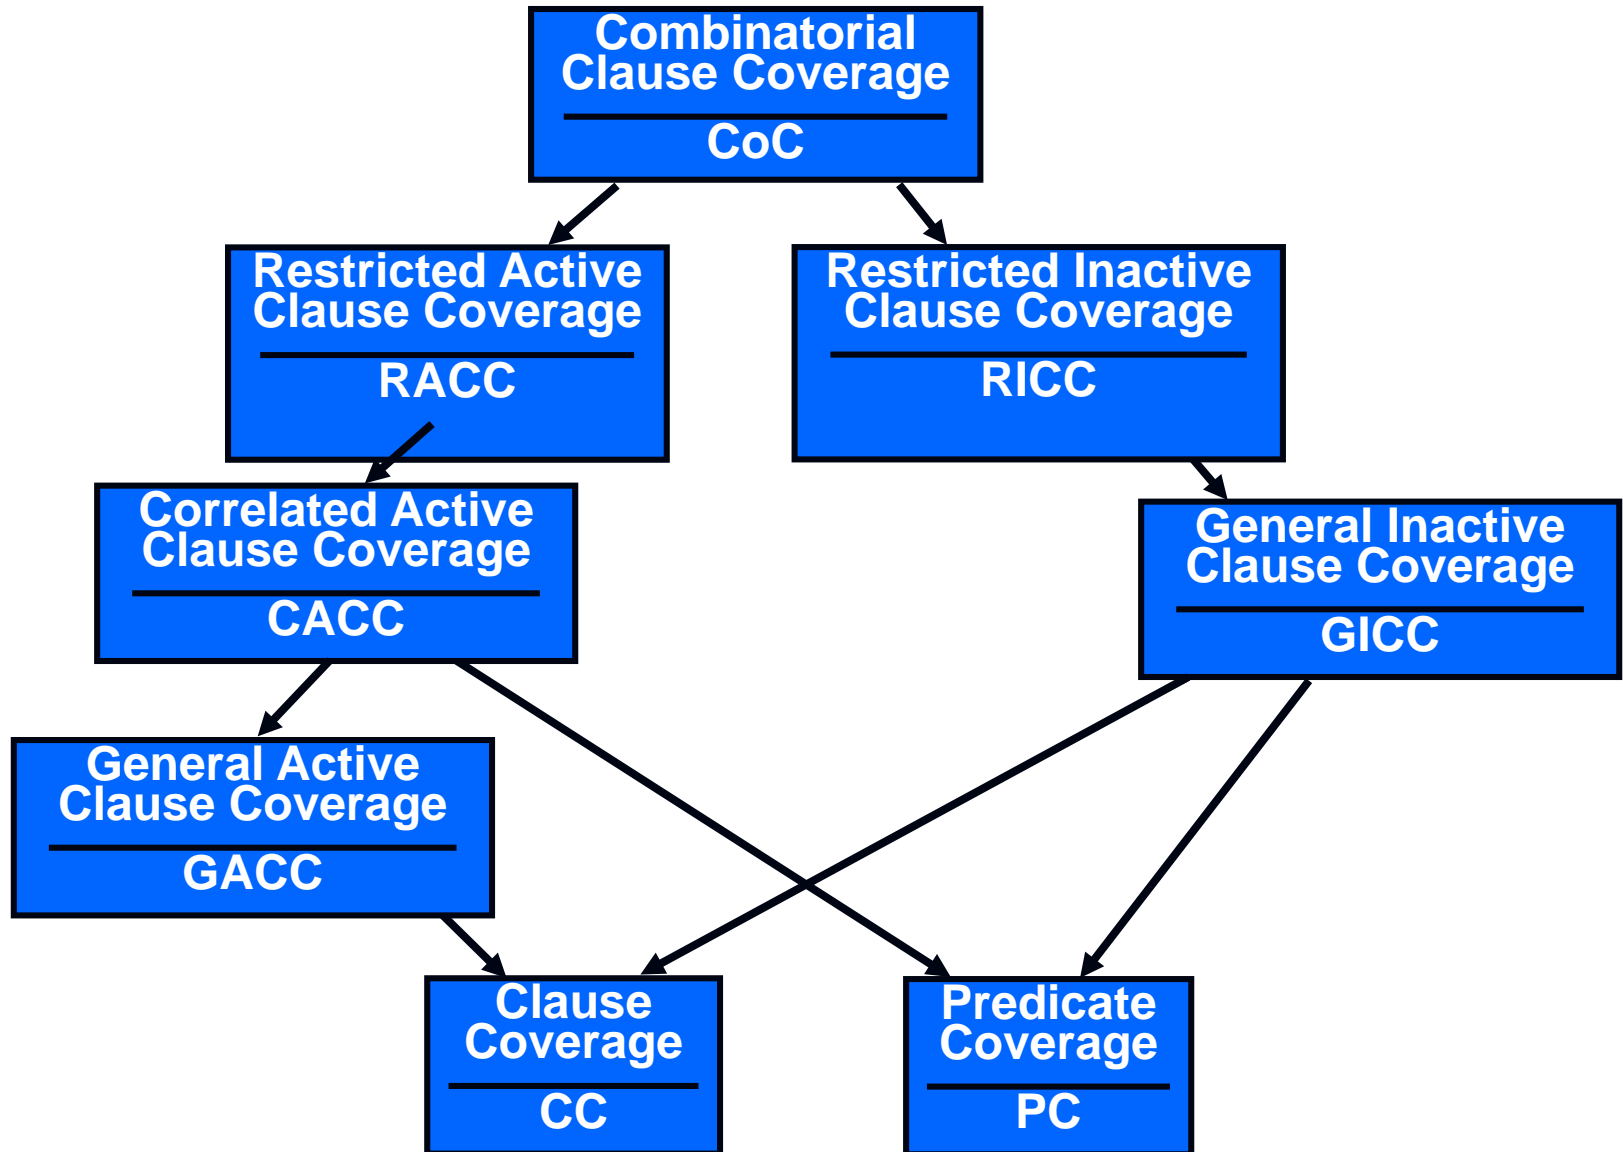 Combinatorial
Clause Coverage
CoC
Restricted Active
Clause Coverage
RACC
Restricted Inactive
Clause Coverage
RICC
Correlated Active
Clause Coverage
CACC
General Inactive
Clause Coverage
GICC
General Active
Clause Coverage
GACC
Clause
Coverage
CC
Predicate
Coverage
PC